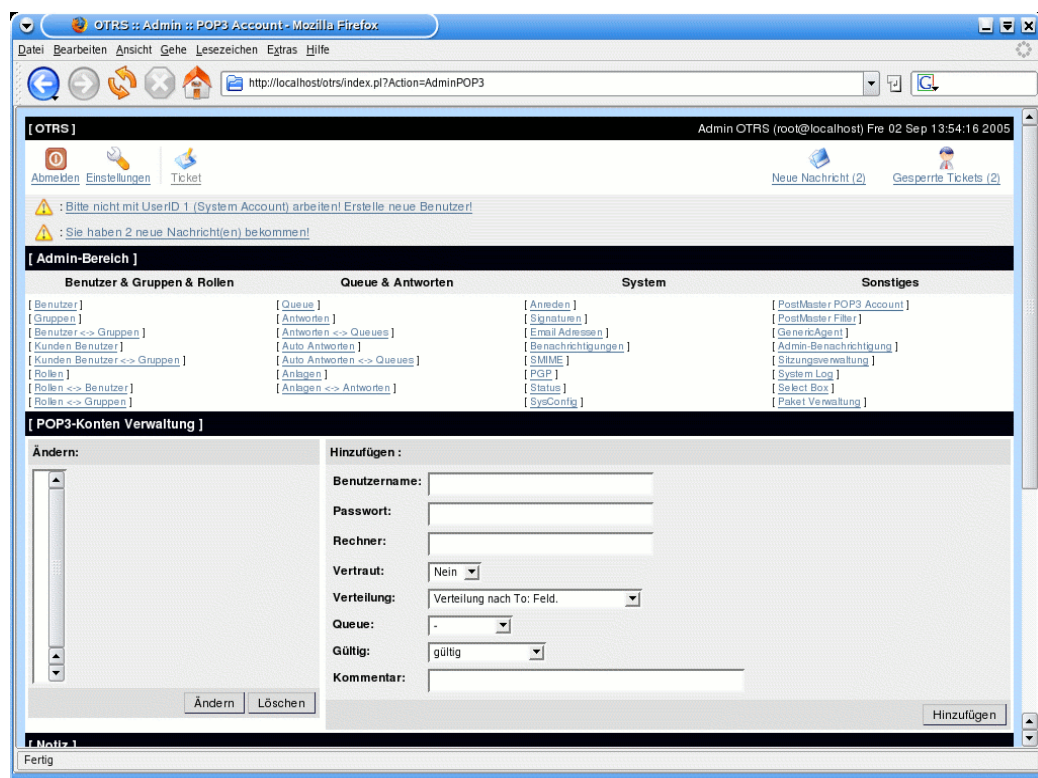 OTRS :: Admin :: POP3 Account - Mozilla Firefox
Datei Bearbeiten Ansicht Gehe Lesezeichen Extras Hilfe
http://localhost/otrs/index.pl?Action=AdminPOP3
[ OTRS ] Admin OTRS (root@localhost) Fre 02 Sep 13:54:16 2005
Abmelden Einstellungen Ticket Neue Nachricht (2) Gesperrte Tickets (2)
: Bitte nicht mit UserID 1 (System Account) arbeiten! Erstelle neue Benutzer!
: Sie haben 2 neue Nachricht(en) bekommen!
[ Admin-Bereich ]
Benutzer & Gruppen & Rollen Queue & Antworten System Sonstiges
[ Benutzer ] [ Queue ] [ Anreden ] [ PostMaster POP3 Account ]
[ Gruppen ] [ Antworten ] [ Signaturen ] [ PostMaster Filter ]
[ Benutzer <-> Gruppen ] [ Antworten <-> Queues ] [ Email Adressen ] [ GenericAgent ]
[ Kunden Benutzer ] [ Auto Antworten ] [ Benachrichtigungen ] [ Admin-Benachrichtigung ]
[ Kunden Benutzer <-> Gruppen ] [ Auto Antworten <-> Queues ] [ SMIME ] [ Sitzungsverwaltung ]
[ Rollen ] [ Anlagen ] [ PGP ] [ System Log ]
[ Rollen <-> Benutzer ] [ Anlagen <-> Antworten ] [ Status ] [ Select Box ]
[ Rollen <-> Gruppen ] [ SysConfig ] [ Paket Verwaltung ]
[ POP3-Konten Verwaltung ]
Ändern: Hinzufügen :
Benutzername:
Passwort:
Rechner:
Vertraut: Nein
Verteilung: Verteilung nach To: Feld.
Queue: -
Gültig: gültig
Kommentar:
Ändern Löschen
Hinzufügen
[ Notiz ]
Fertig